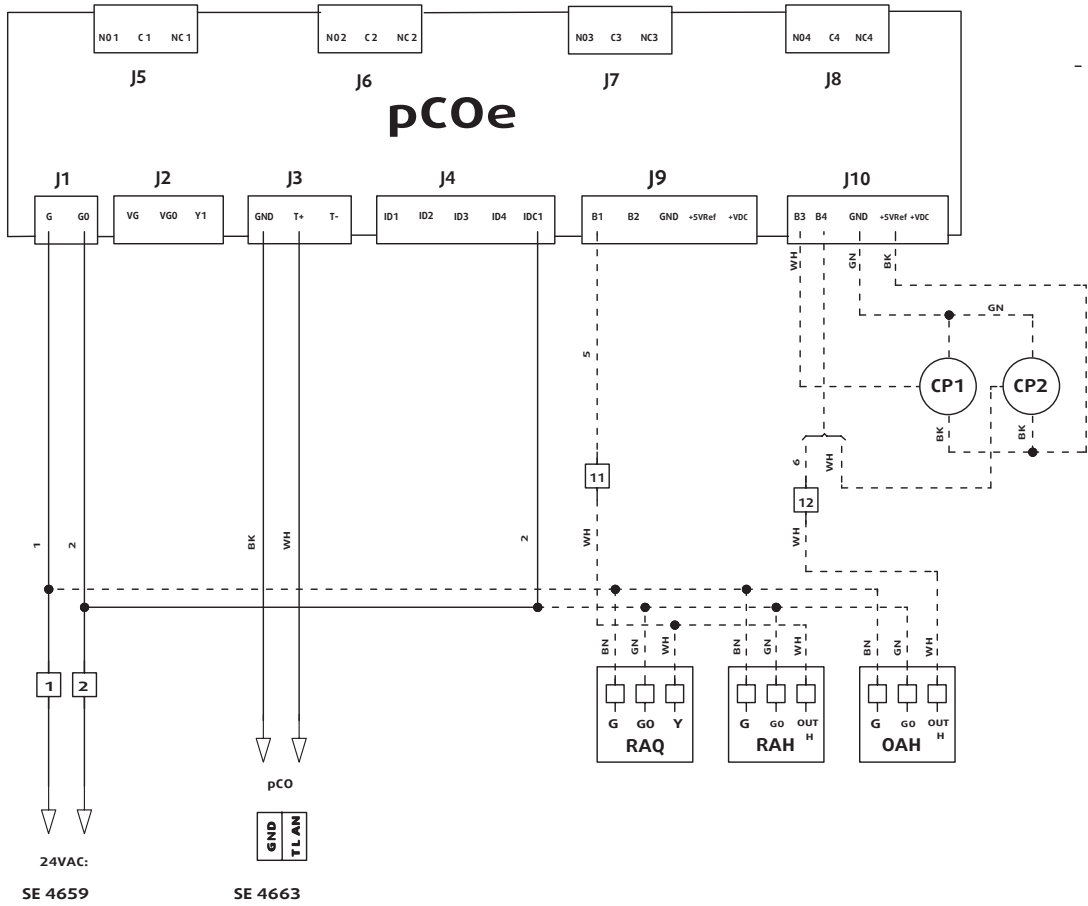 NO1 C1 NC1
NO2 C2 NC2
NO3 C3 NC3
NO4 C4 NC4
J5
J6
J7
J8
–
pCOe
J1
J2
J3
J4
J9
J10
G G0
VG VG0 Y1
GND T+ T-
ID1 ID2 ID3 ID4 IDC1
B1 B2 GND +5VRef +VDC
B3 B4 GND +5VRef +VDC
WH
GN
BK
GN
5
CP1
CP2
BK
BK
6
WH
11
12
1
2
BK
WH
2
WH
WH
BN
GN
WH
BN
GN
WH
BN
GN
WH
1
2
G G0 Y
RAQ
G G0 OUT
H
RAH
G G0 OUT
H
OAH
pCO
GND
TLAN
24VAC:
SE 4659
SE 4663